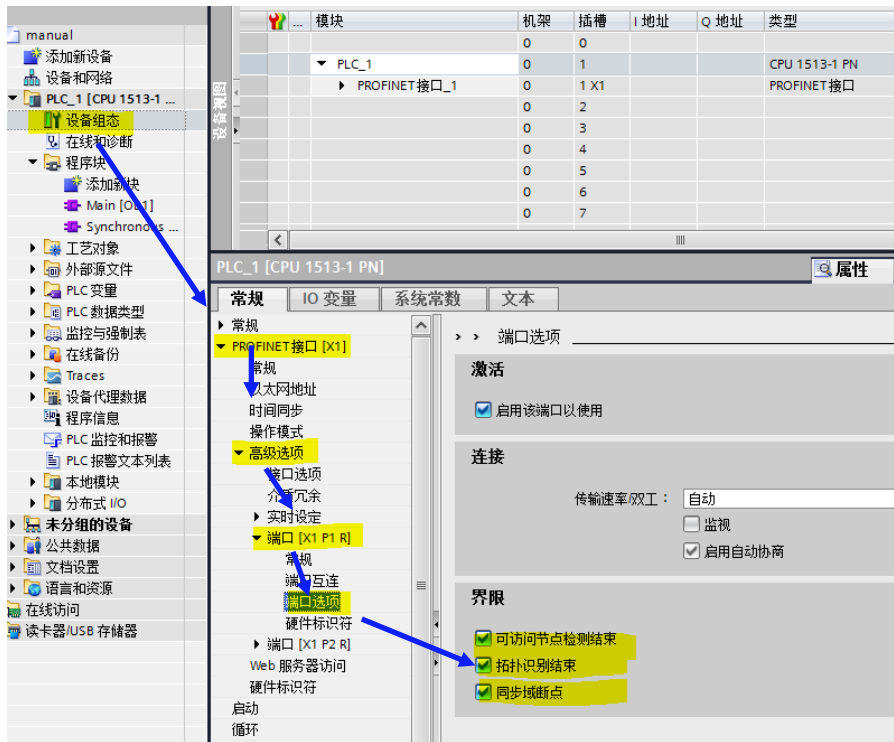 manual
添加新设备
设备和网络
PLC_1 [CPU 1513-1 ...
设备组态
在线和诊断
程序块
添加新块
Main [OB1]
Synchronous ...
工艺对象
外部源文件
PLC 变量
PLC 数据类型
监控与强制表
在线备份
Traces
设备代理数据
程序信息
PLC 监控和报警
PLC 报警文本列表
本地模块
分布式 I/O
未分组的设备
公共数据
文档设置
语言和资源
在线访问
读卡器/USB 存储器
设备视图
... 模块 机架 插槽 I 地址 Q 地址 类型
0 0
PLC_1 0 1 CPU 1513-1 PN
PROFINET接口_1 0 1 X1 PROFINET接口
0 2
0 3
0 4
0 5
0 6
0 7
PLC_1 [CPU 1513-1 PN]
属性
常规 IO 变量 系统常数 文本
常规
PROFINET接口 [X1]
常规
以太网地址
时间同步
操作模式
高级选项
接口选项
介质冗余
实时设定
端口 [X1 P1 R]
常规
端口互连
端口选项
硬件标识符
端口 [X1 P2 R]
Web 服务器访问
硬件标识符
启动
循环
› › 端口选项
激活
启用该端口以使用
连接
传输速率/双工： 自动
监视
启用自动协商
界限
可访问节点检测结束
拓扑识别结束
同步域断点